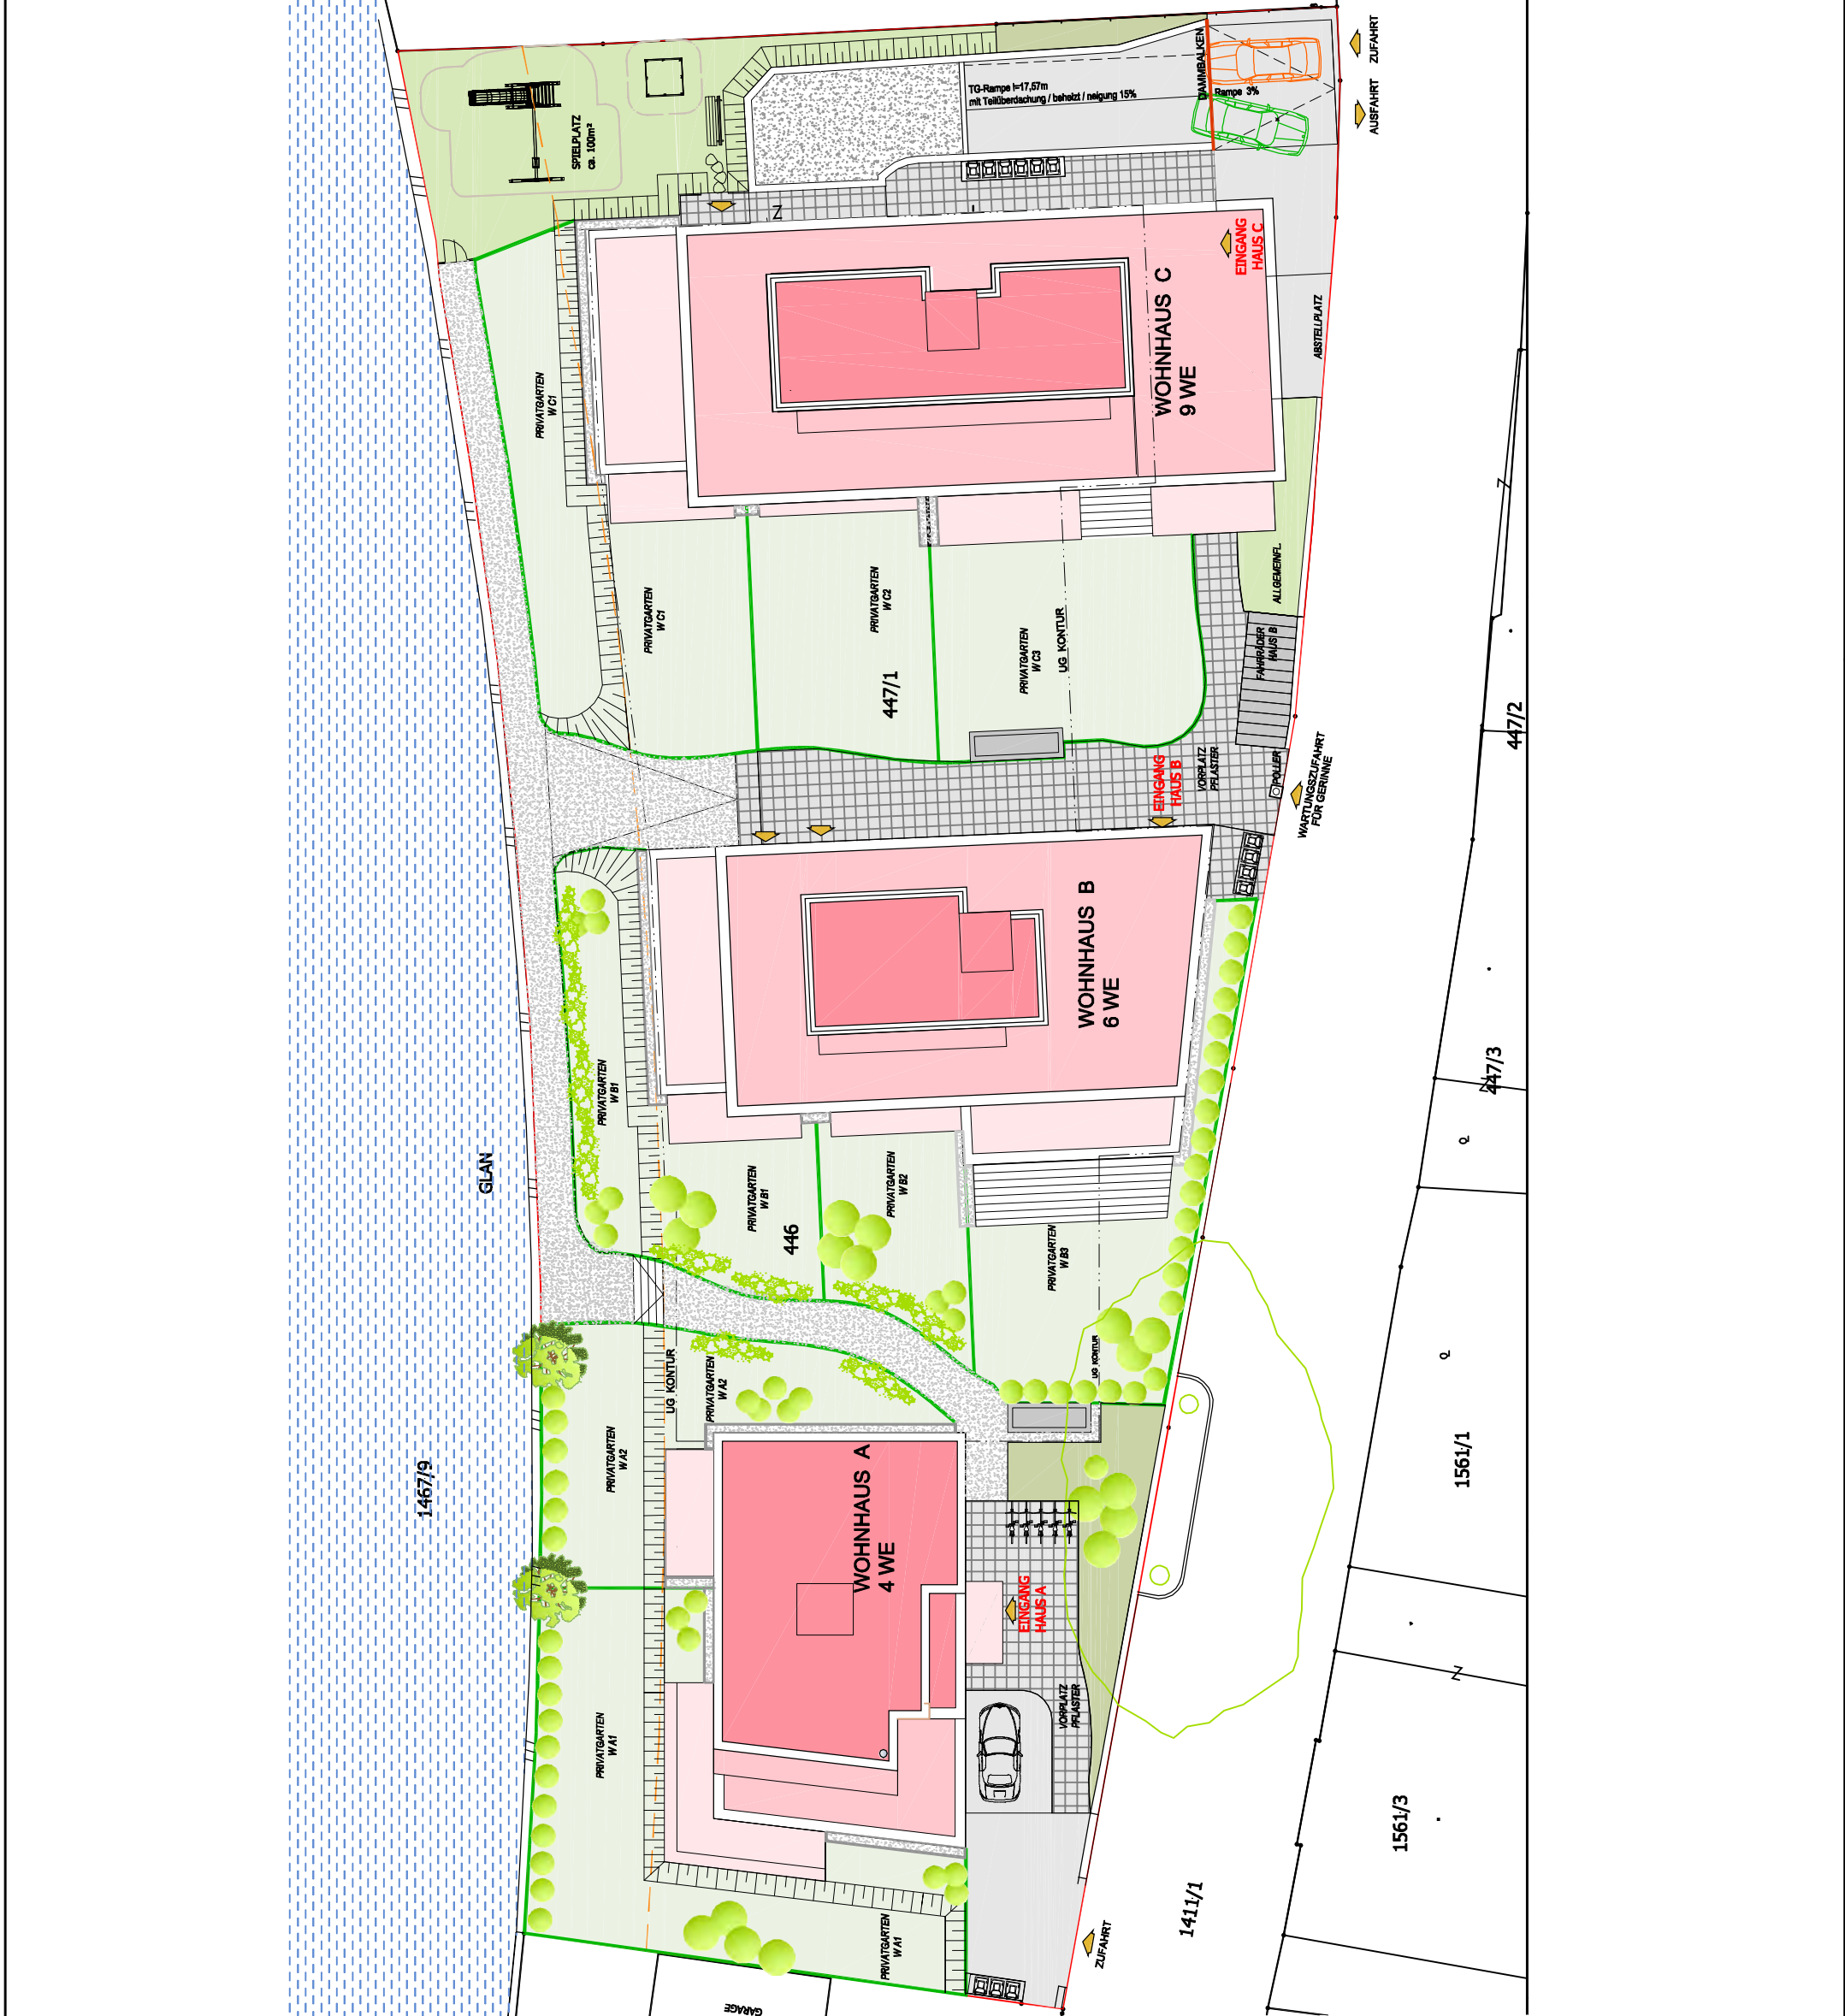 ZUFAHRT
AUSFAHRT
DAMMBALKEN
Rampe 3%
TG-Rampe l=17,57m
mit Teilüberdachung / beheizt / neigung 15%
SPIELPLATZ
ca. 100m²
Z
EINGANG
HAUS C
ABSTELLPLATZ
WOHNHAUS C
9 WE
PRIVATGARTEN
W C1
PRIVATGARTEN
W C1
PRIVATGARTEN
W C2
PRIVATGARTEN
W C3
UG KONTUR
447/1
ALLGEMEINFL.
FAHRRÄDER
HAUS B
VORPLATZ
PFLASTER
POLLER
EINGANG
HAUS B
WARTUNGSZUFAHRT
FÜR GERINNE
447/2
Z
WOHNHAUS B
6 WE
447/3
Z
PRIVATGARTEN
W B1
PRIVATGARTEN
W B1
PRIVATGARTEN
W B2
PRIVATGARTEN
W B3
446
GLAN
1467/9
UG KONTUR
UG KONTUR
PRIVATGARTEN
W A2
PRIVATGARTEN
W A2
WOHNHAUS A
4 WE
EINGANG
HAUS A
VORPLATZ
PFLASTER
PRIVATGARTEN
W A1
PRIVATGARTEN
W A1
1561/1
Z
1561/3
1411/1
ZUFAHRT
GARAGE